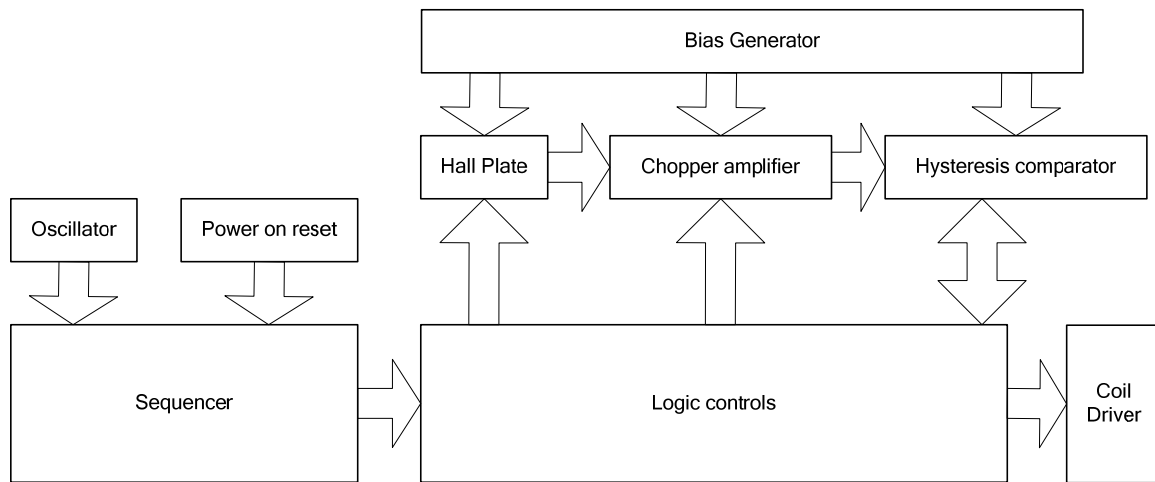 Bias Generator
Hall Plate
Chopper amplifier
Hysteresis comparator
Oscillator
Power on reset
Sequencer
Logic controls
Coil
Driver